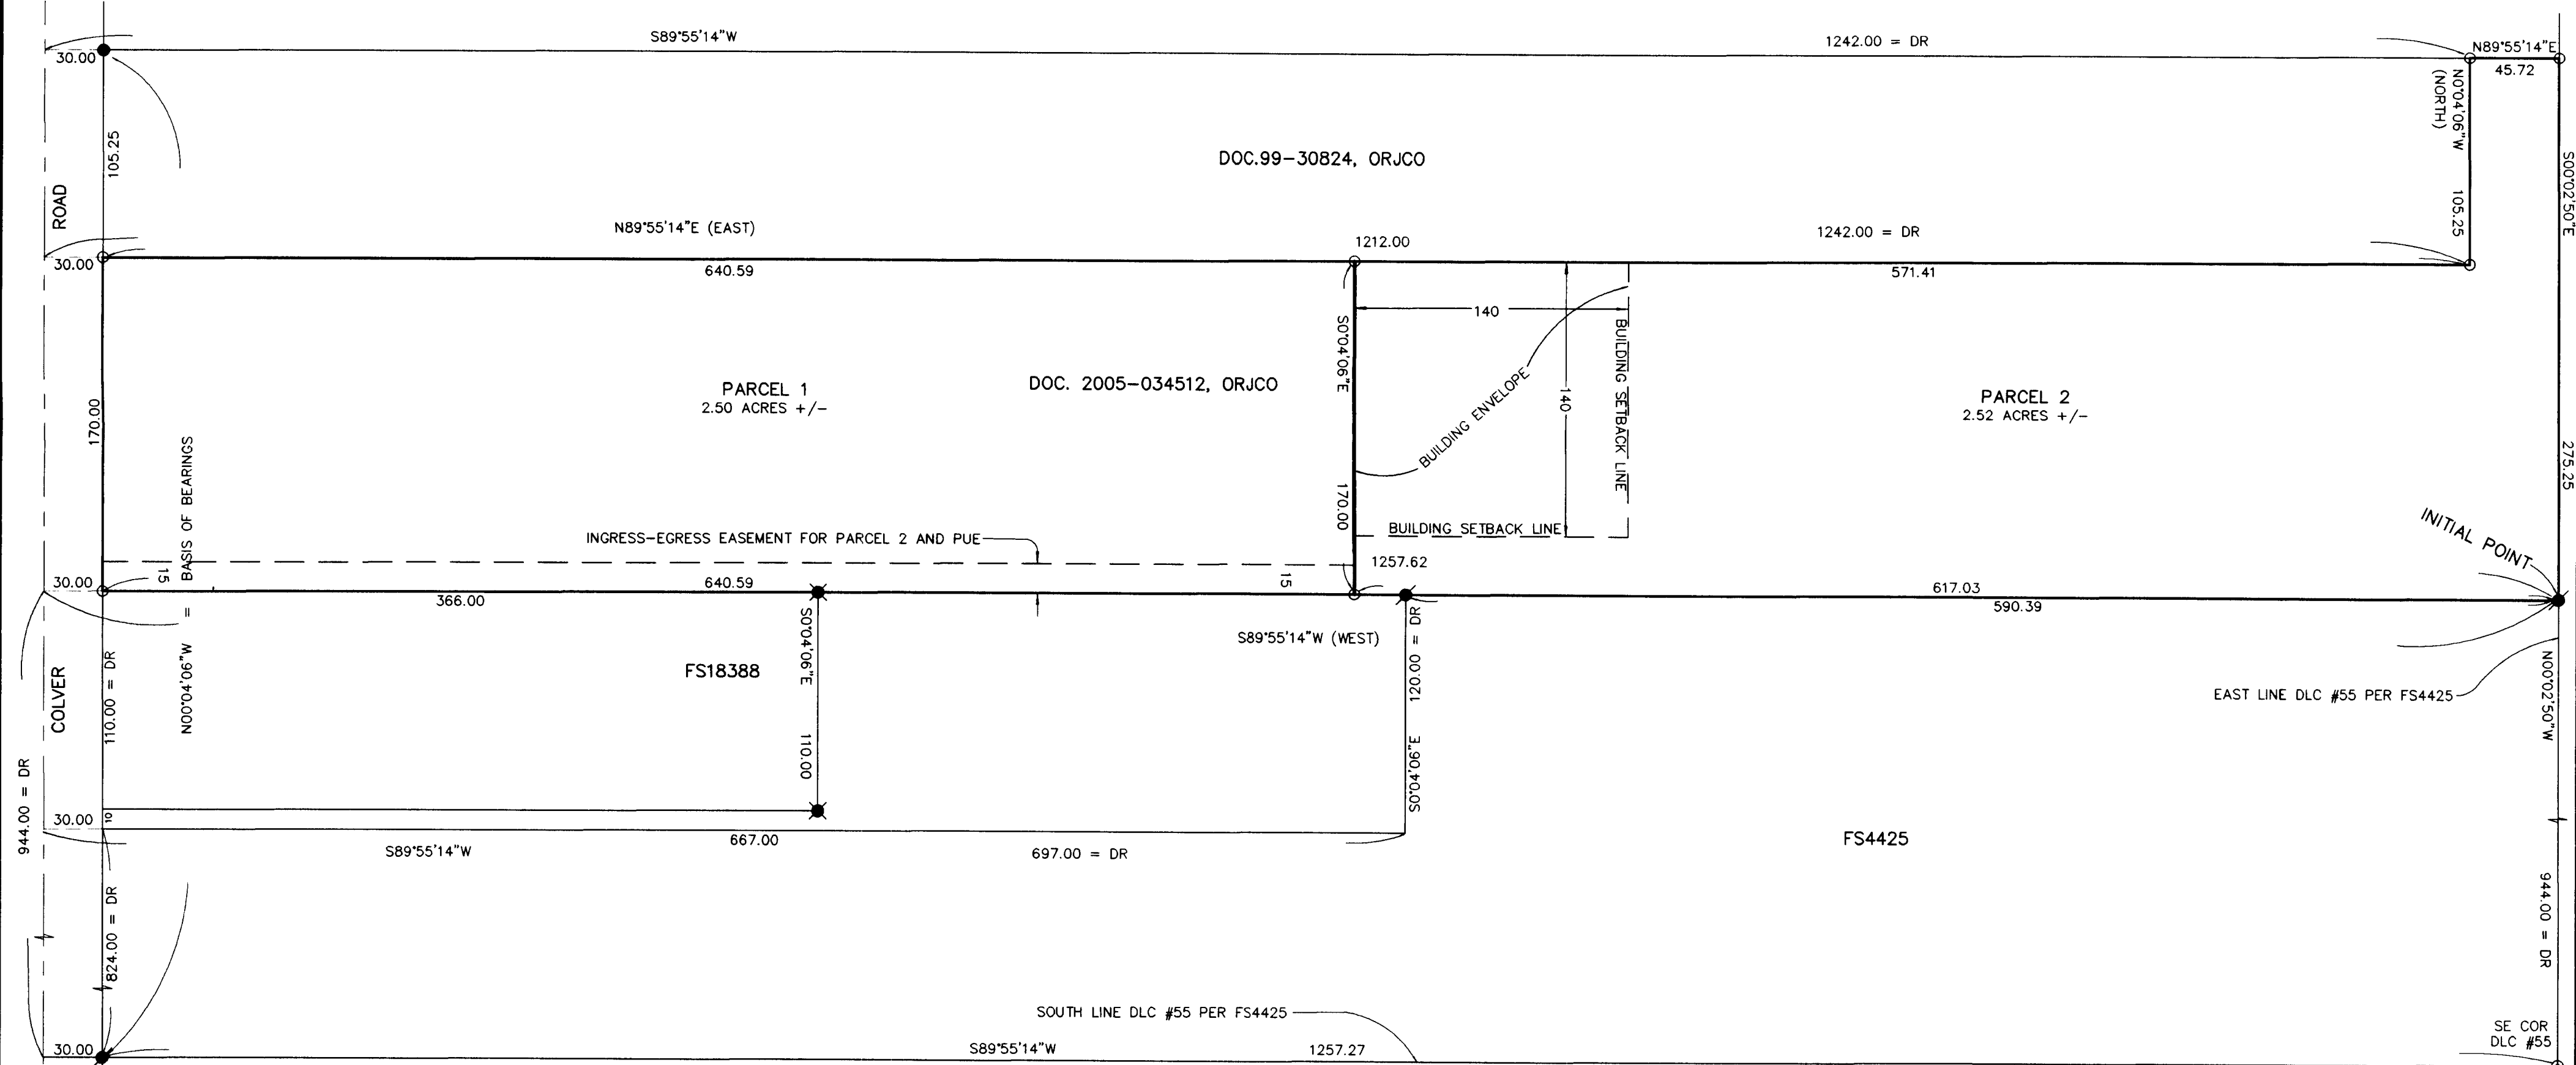 S89°55'14"W
1242.00 = DR
N89°55'14"E
45.72
30.00
105.25
N0°04'06"W
(NORTH)
105.25
S00°02'50"E
275.25
DOC.99-30824, ORJCO
ROAD
N89°55'14"E (EAST)
1212.00
1242.00 = DR
30.00
640.59
571.41
140
140
S0°04'06"E
170.00
BUILDING ENVELOPE
BUILDING SETBACK LINE
BUILDING SETBACK LINE
PARCEL 1
2.50 ACRES +/-
DOC. 2005-034512, ORJCO
PARCEL 2
2.52 ACRES +/-
170.00
N00°04'06"W = BASIS OF BEARINGS
INGRESS-EGRESS EASEMENT FOR PARCEL 2 AND PUE
INITIAL POINT
15
15
1257.62
30.00
640.59
366.00
617.03
590.39
S89°55'14"W (WEST)
S0°04'06"E
110.00
S0°04'06"E
120.00 = DR
FS18388
COLVER
110.00 = DR
EAST LINE DLC #55 PER FS4425
N00°02'50"W
944.00 = DR
944.00 = DR
30.00
10
667.00
S89°55'14"W
697.00 = DR
FS4425
824.00 = DR
SOUTH LINE DLC #55 PER FS4425
30.00
S89°55'14"W
1257.27
SE COR
DLC #55